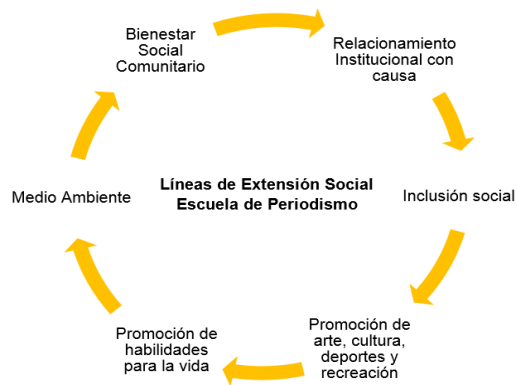 Bienestar
Social
Comunitario
Relacionamiento
Institucional con
causa
Inclusión social
Promoción de
arte, cultura,
deportes y
recreación
Promoción de
habilidades
para la vida
Medio Ambiente
Líneas de Extensión Social
Escuela de Periodismo